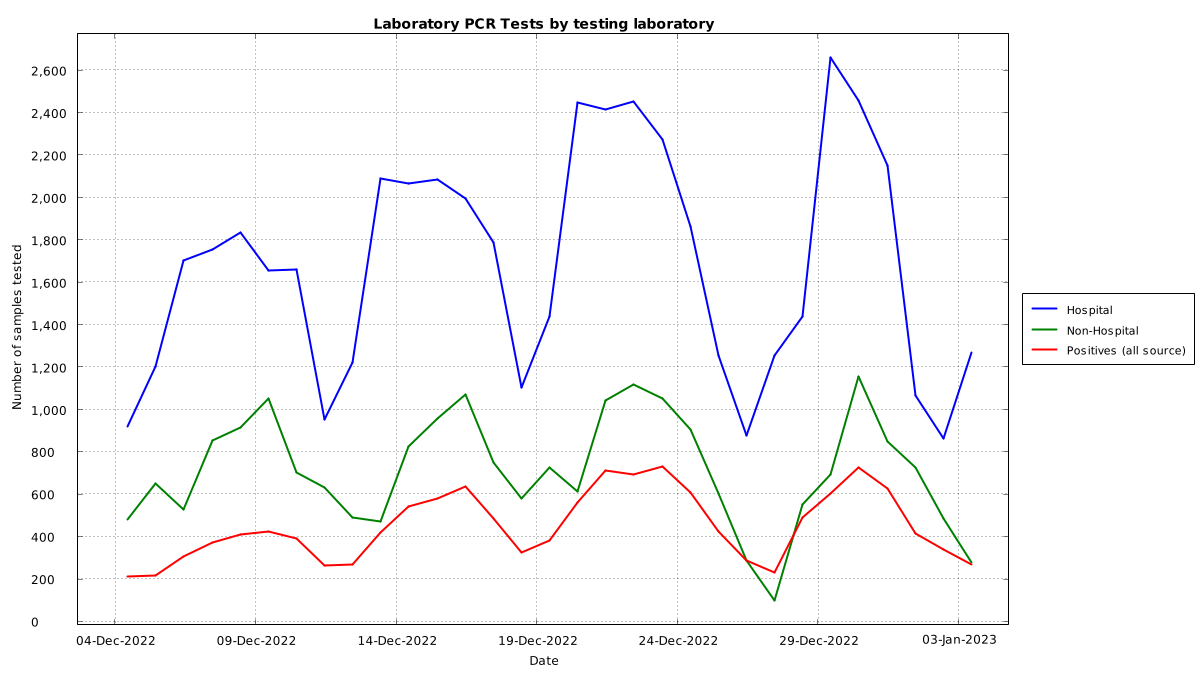 Laboratory PCR Tests by testing laboratory
Number of samples tested
2,600
2,400
2,200
2,000
1,800
1,600
1,400
1,200
1,000
800
600
400
200
0
04-Dec-2022
09-Dec-2022
14-Dec-2022
19-Dec-2022
24-Dec-2022
29-Dec-2022
03-Jan-2023
Date
Hospital
Non-Hospital
Positives (all source)